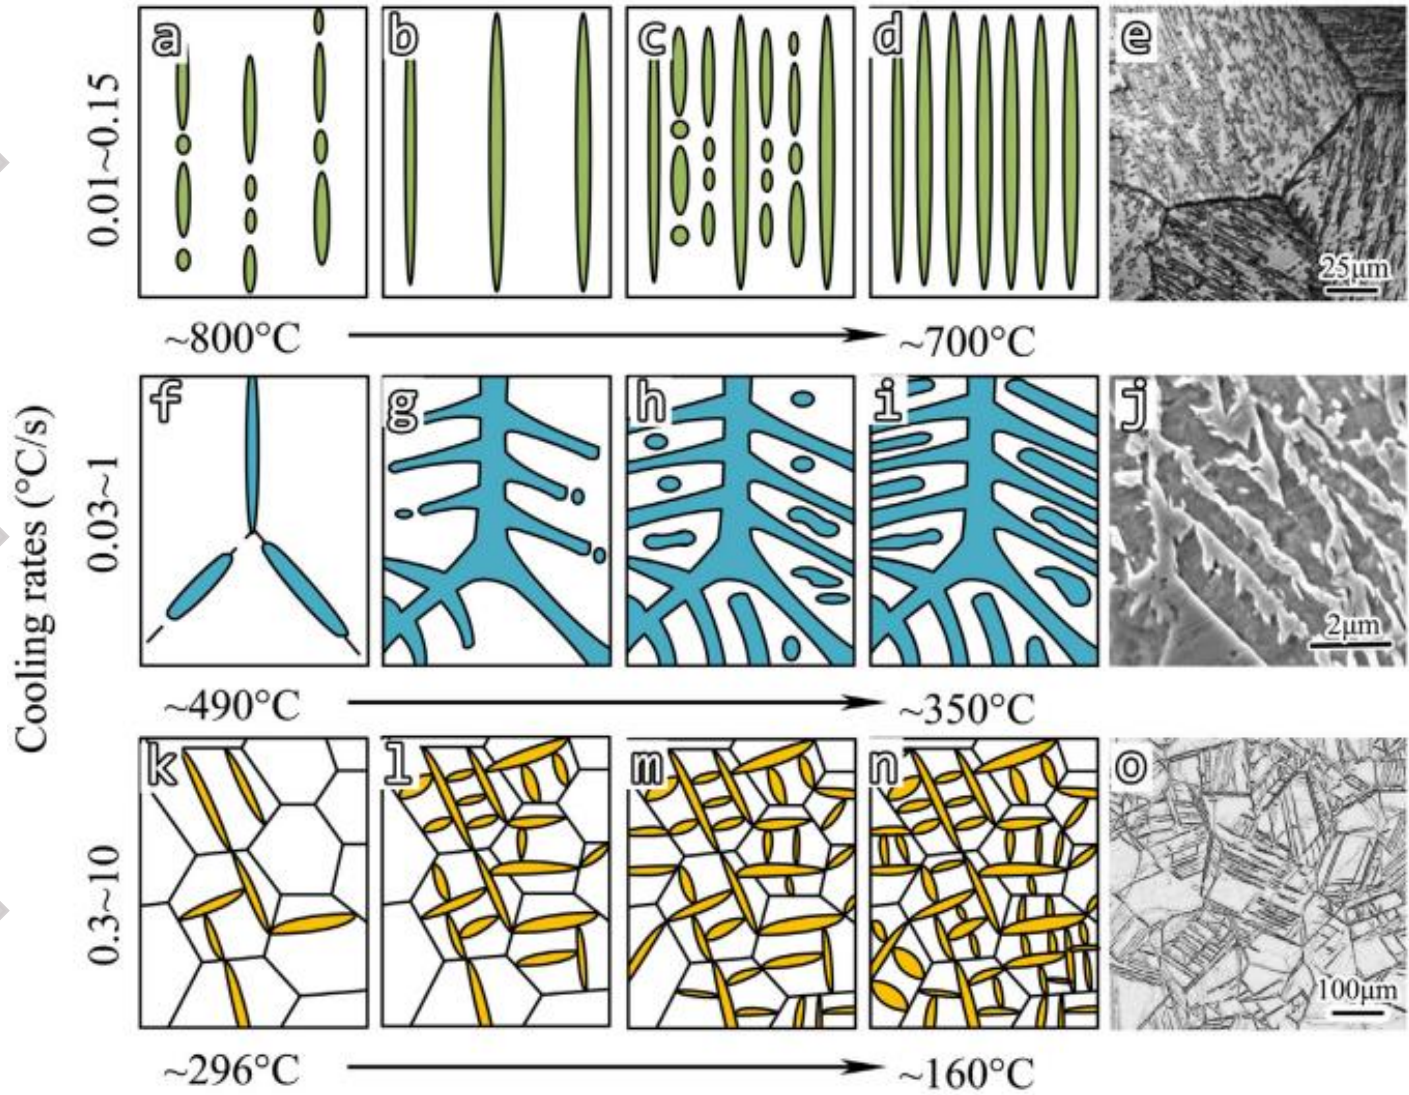 a b c d e
0.01~0.15
25μm
~800°C ~700°C
f g h i j
Cooling rates (°C/s)
0.03~1
2μm
~490°C ~350°C
k l m n o
0.3~10
100μm
~296°C ~160°C